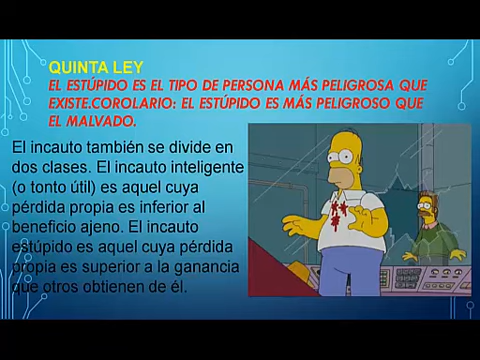 QUINTA LEY
EL ESTÚPIDO ES EL TIPO DE PERSONA MÁS PELIGROSA QUE
EXISTE.COROLARIO: EL ESTÚPIDO ES MÁS PELIGROSO QUE
EL MALVADO.
El incauto también se divide en
dos clases. El incauto inteligente
(o tonto útil) es aquel cuya
pérdida propia es inferior al
beneficio ajeno. El incauto
estúpido es aquel cuya pérdida
propia es superior a la ganancia
que otros obtienen de él.